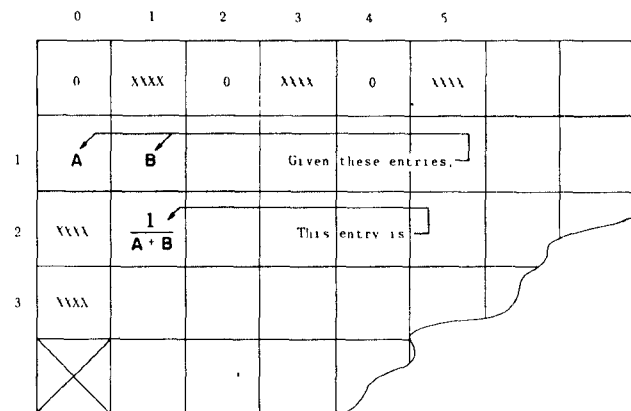 0 1 2 3 4 5
0 XXXX 0 XXXX 0 XXXX
1 A B Given these entries,
2 XXXX 1 This entry is
A + B
3 XXXX